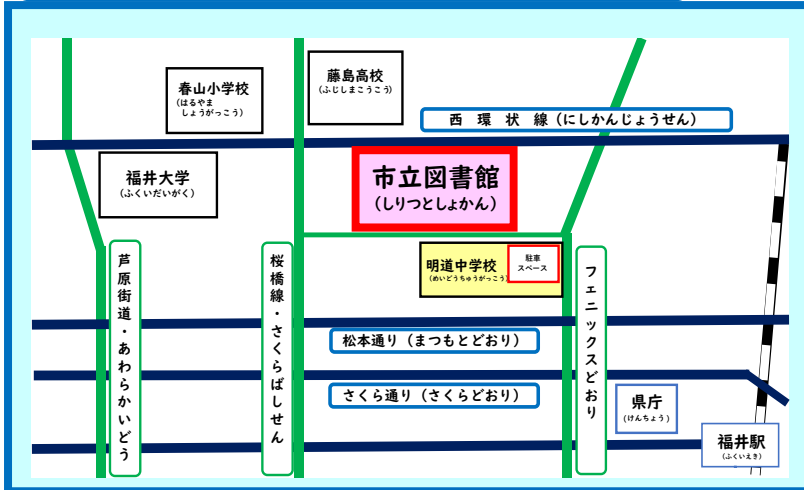 春山小学校
(はるやま
しょうがっこう)
藤島高校
(ふじしまこうこう)
西環状線(にしかんじょうせん)
福井大学
(ふくいだいがく)
市立図書館
(しりつとしょかん)
明道中学校
(めいどうちゅうがっこう)
駐車
スペース
芦原街道・あわらかいどう
桜橋線・さくらばしせん
フェニックスどおり
松本通り(まつもとどおり)
さくら通り(さくらどおり)
県庁
(けんちょう)
福井駅
(ふくいえき)